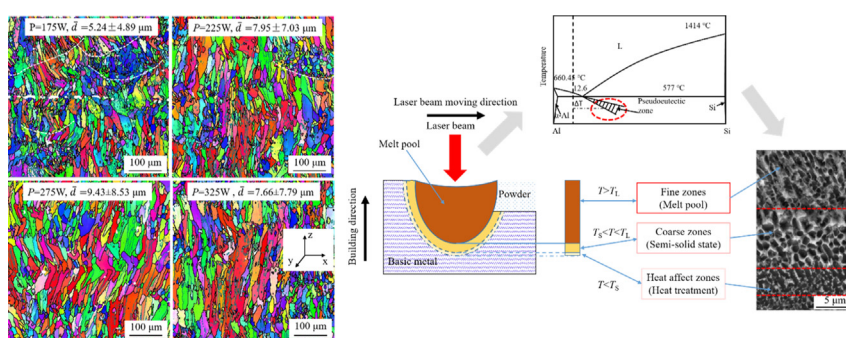 P=175W, d̄ =5.24±4.89 μm
P=225W, d̄ =7.95±7.03 μm
100 μm
100 μm
P=275W, d̄ =9.43±8.53 μm
P=325W , d̄ =7.66±7.79 μm
z
y
x
100 μm
100 μm
Laser beam moving direction
Laser beam
Melt pool
Powder
Building direction
Basic metal
Temperature
1414 °C
L
660.45 °C
577 °C
12.6
ΔT
Pseudoeutectic
zone
Si
Al
Si
T>TL
Fine zones
(Melt pool)
TS<T<TL
Coarse zones
(Semi-solid state)
T<TS
Heat affect zones
(Heat treatment)
5 μm